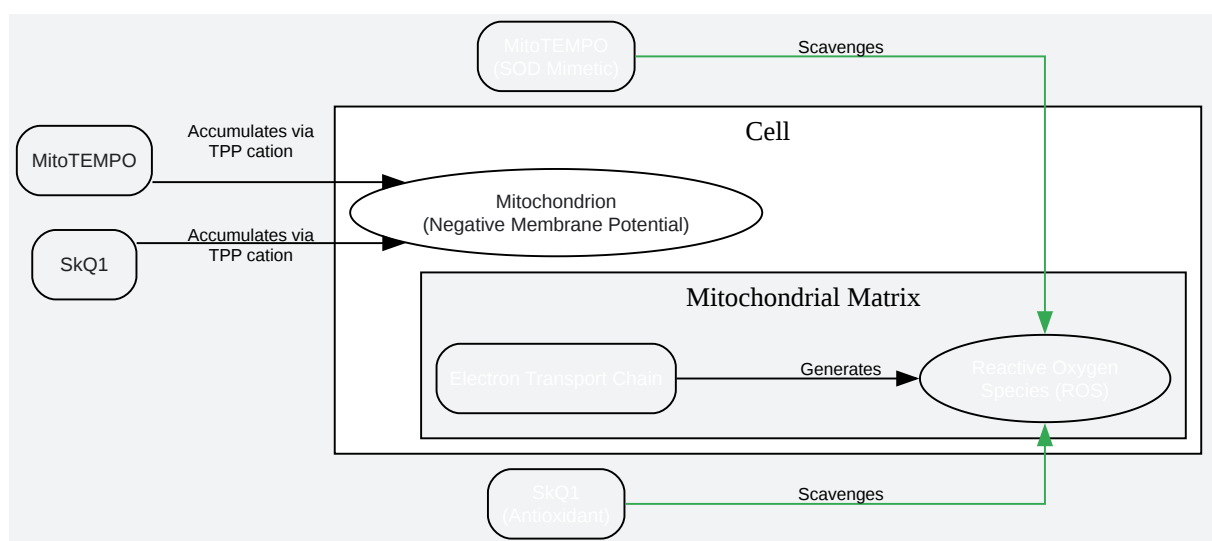 MitoTEMPO
(SOD Mimetic)
Scavenges
Cell
Accumulates via
TPP cation
MitoTEMPO
Mitochondrion
(Negative Membrane Potential)
Accumulates via
TPP cation
SkQ1
Mitochondrial Matrix
Electron Transport Chain
Generates
Reactive Oxygen
Species (ROS)
SkQ1
(Antioxidant)
Scavenges